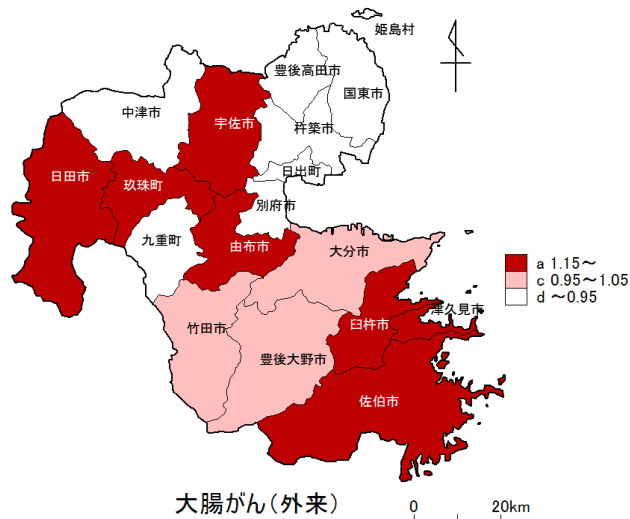 姫島村
豊後高田市
国東市
中津市
宇佐市
杵築市
日田市
玖珠町
日出町
別府市
九重町
由布市
大分市
a 1.15～
c 0.95～1.05
d ～0.95
津久見市
竹田市
臼杵市
豊後大野市
佐伯市
大腸がん(外来)
0
20km